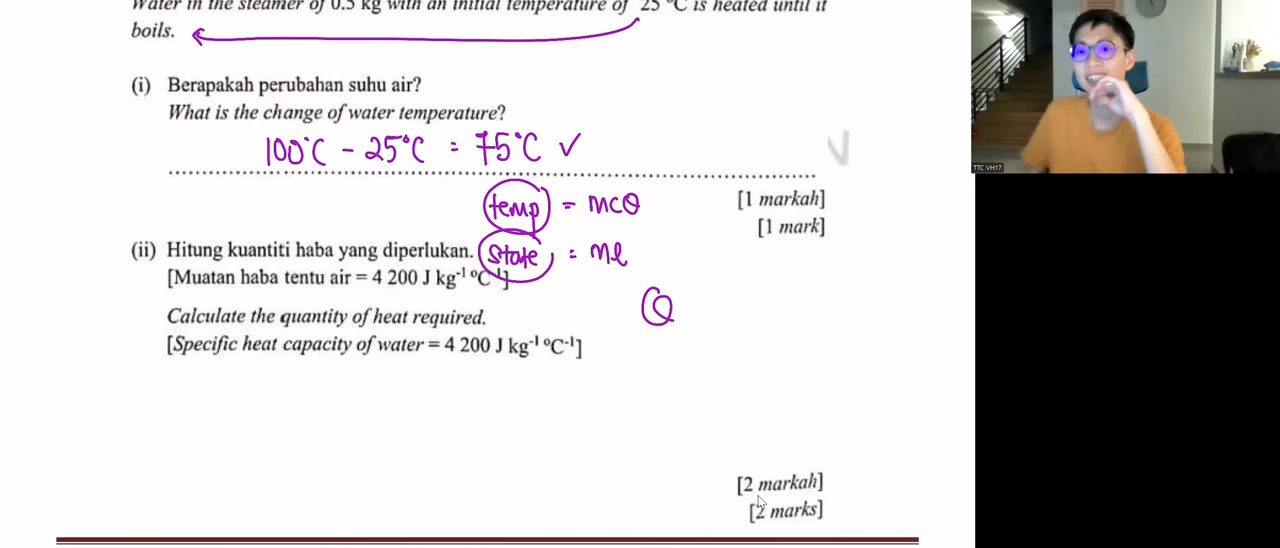 Water in the steamer of 0.5 kg with an initial temperature of 25 °C is heated until it
boils.
(i) Berapakah perubahan suhu air?
What is the change of water temperature?
100°C - 25°C = 75°C ✓
[1 markah]
[1 mark]
temp = mcθ
(ii) Hitung kuantiti haba yang diperlukan.
state = ml
[Muatan haba tentu air = 4 200 J kg⁻¹ °C⁻¹]
Q
Calculate the quantity of heat required.
[Specific heat capacity of water = 4 200 J kg⁻¹ °C⁻¹]
[2 markah]
[2 marks]
TTC VH17